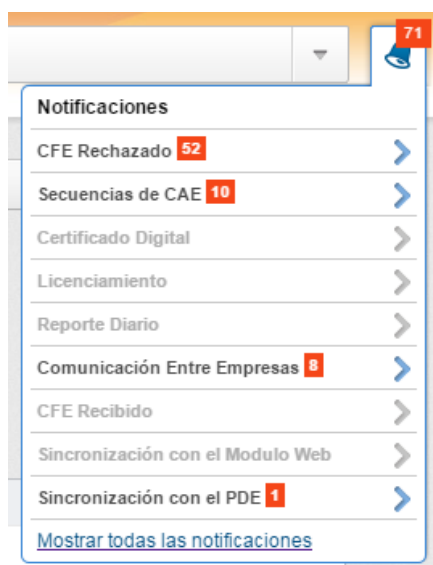 71
Notificaciones
CFE Rechazado 52
Secuencias de CAE 10
Certificado Digital
Licenciamiento
Reporte Diario
Comunicación Entre Empresas 8
CFE Recibido
Sincronización con el Modulo Web
Sincronización con el PDE 1
Mostrar todas las notificaciones